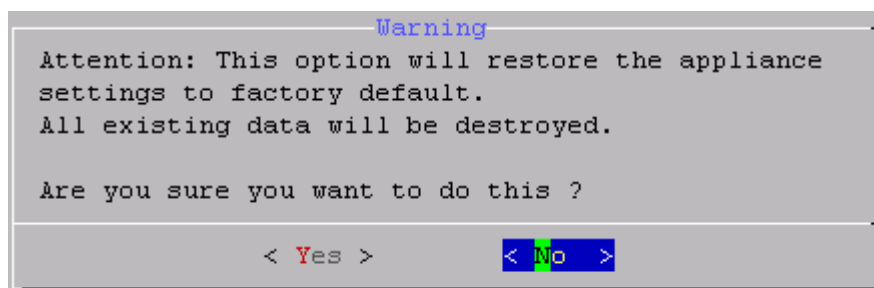 Warning
Attention: This option will restore the appliance
settings to factory default.
All existing data will be destroyed.
Are you sure you want to do this ?
< Yes > < No >